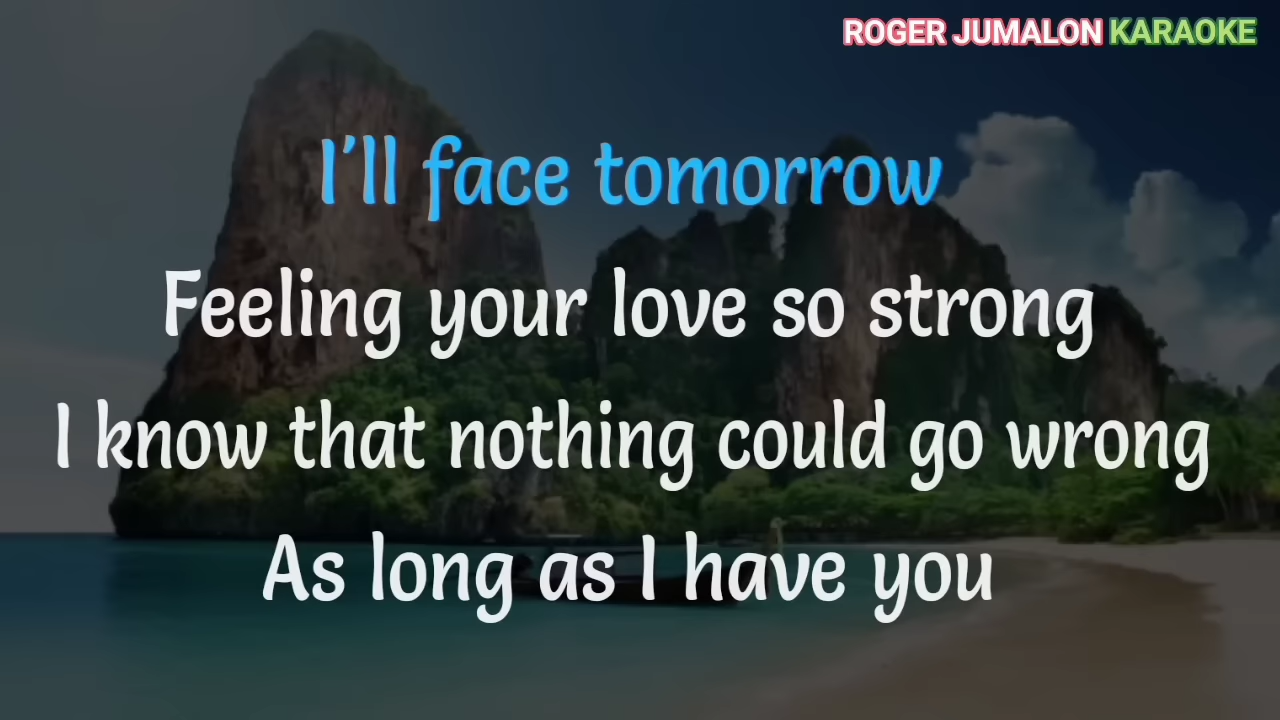 ROGER JUMALON KARAOKE
I'll face tomorrow
Feeling your love so strong
I know that nothing could go wrong
As long as I have you